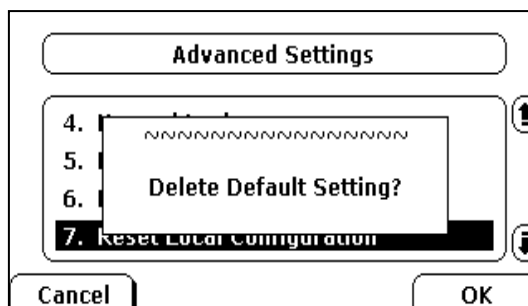 Advanced Settings
4.
~~~~~~~~~~~~~~~~
5.
Delete Default Setting?
6.
7. Reset Local Configuration
Cancel
OK